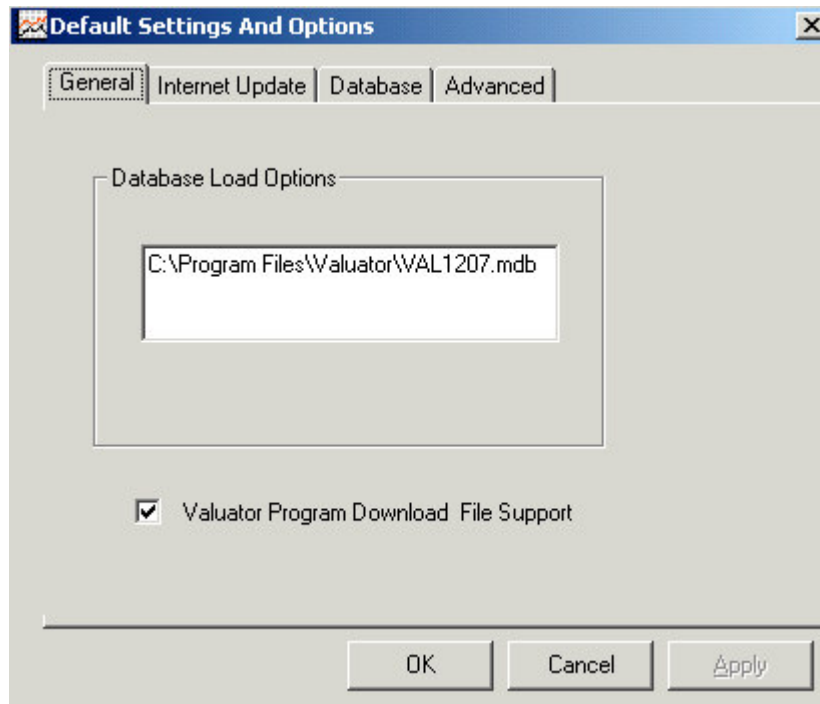 Default Settings And Options
General Internet Update Database Advanced
Database Load Options
C:\Program Files\Valuator\VAL1207.mdb
Valuator Program Download File Support
OK Cancel Apply